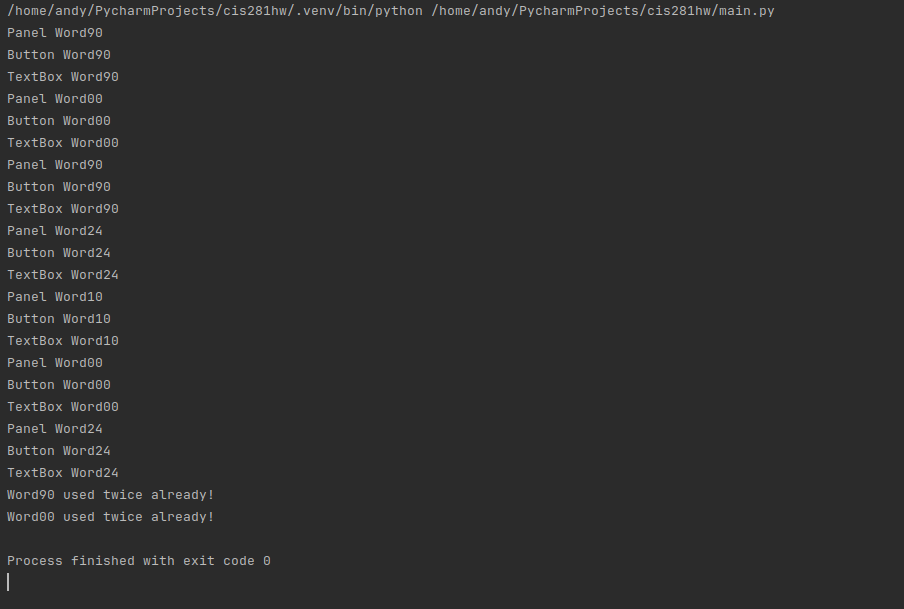 /home/andy/PycharmProjects/cis281hw/.venv/bin/python /home/andy/PycharmProjects/cis281hw/main.py
Panel Word90
Button Word90
TextBox Word90
Panel Word00
Button Word00
TextBox Word00
Panel Word90
Button Word90
TextBox Word90
Panel Word24
Button Word24
TextBox Word24
Panel Word10
Button Word10
TextBox Word10
Panel Word00
Button Word00
TextBox Word00
Panel Word24
Button Word24
TextBox Word24
Word90 used twice already!
Word00 used twice already!
Process finished with exit code 0